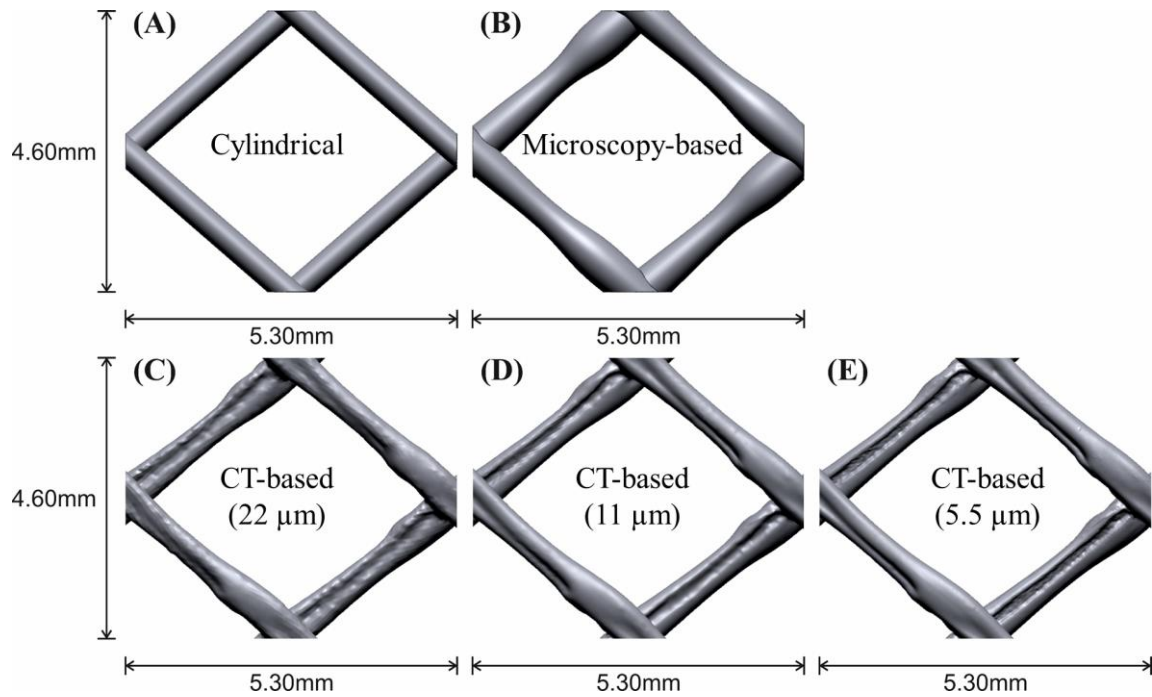 (A)
(B)
Cylindrical
Microscopy-based
4.60mm
5.30mm
5.30mm
(C)
(D)
(E)
CT-based
(22 µm)
CT-based
(11 µm)
CT-based
(5.5 µm)
4.60mm
5.30mm
5.30mm
5.30mm